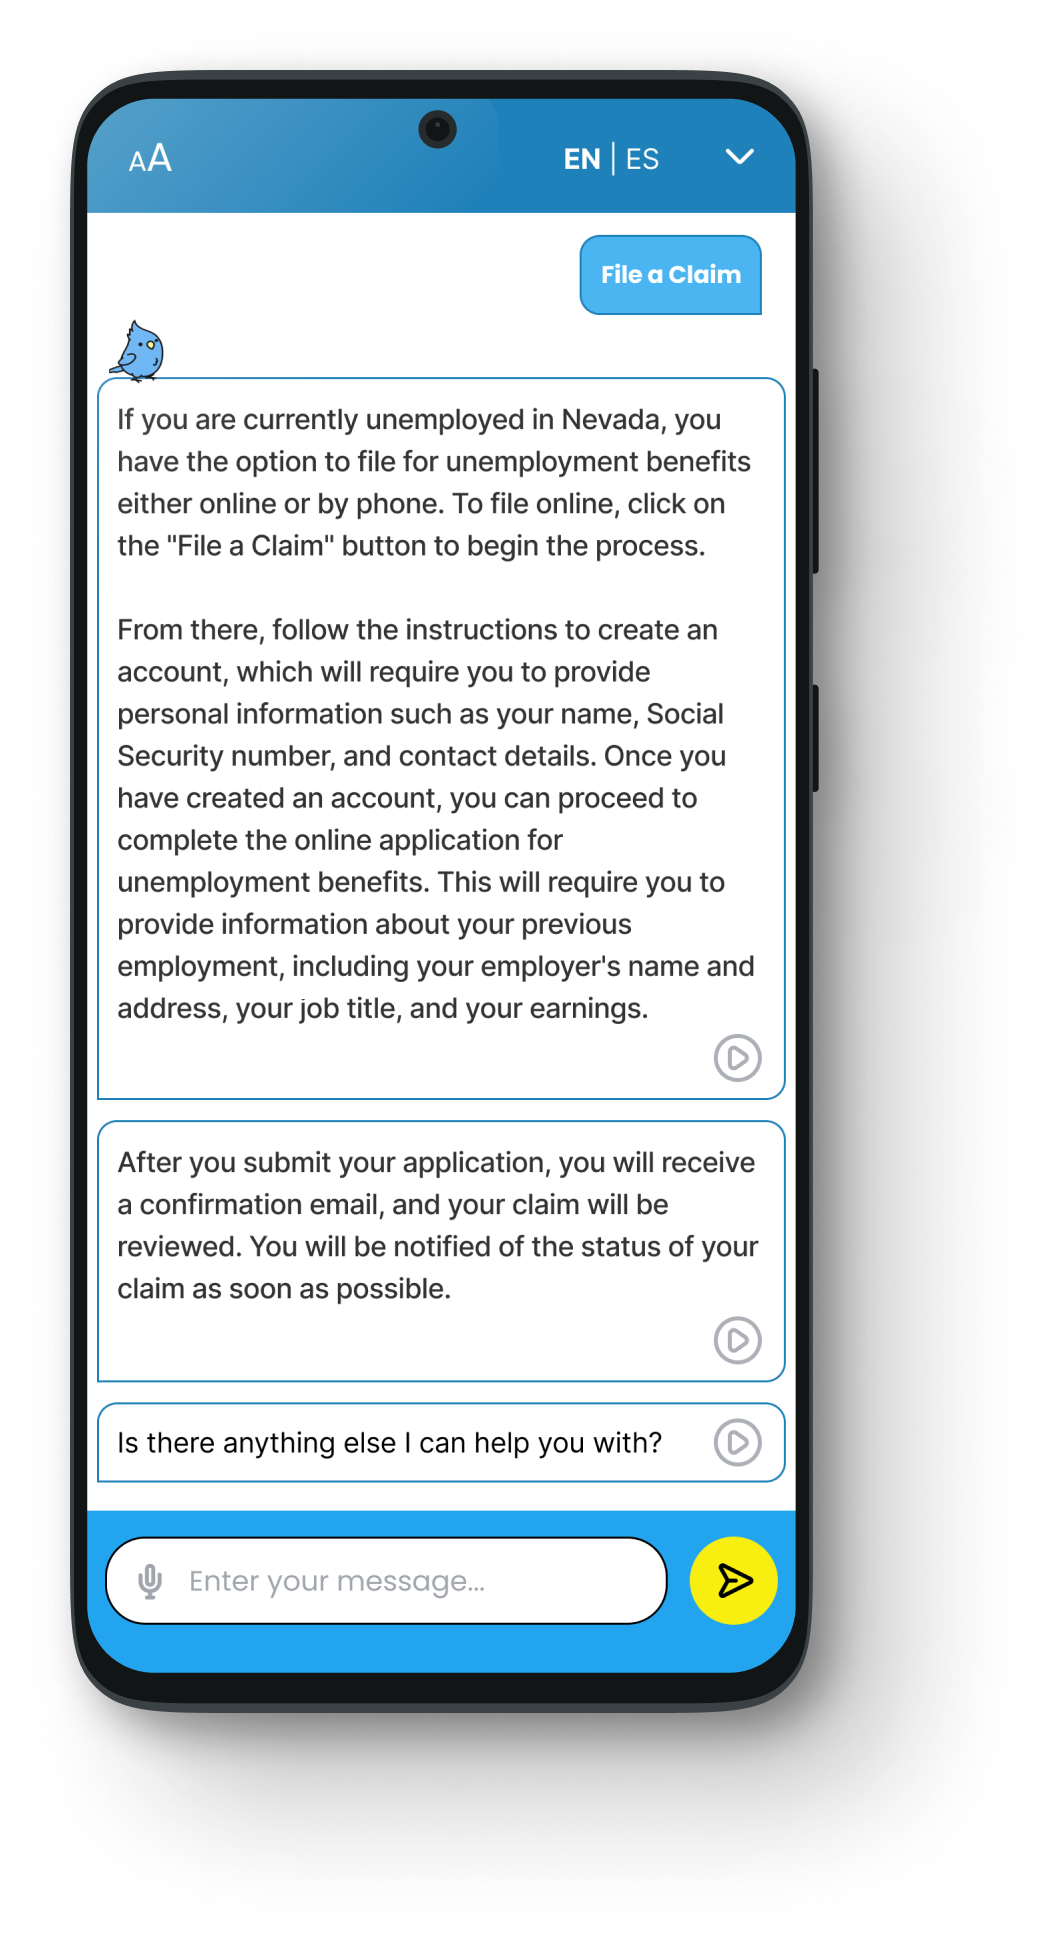 AA
EN | ES
File a Claim
If you are currently unemployed in Nevada, you
have the option to file for unemployment benefits
either online or by phone. To file online, click on
the "File a Claim" button to begin the process.
From there, follow the instructions to create an
account, which will require you to provide
personal information such as your name, Social
Security number, and contact details. Once you
have created an account, you can proceed to
complete the online application for
unemployment benefits. This will require you to
provide information about your previous
employment, including your employer's name and
address, your job title, and your earnings.
After you submit your application, you will receive
a confirmation email, and your claim will be
reviewed. You will be notified of the status of your
claim as soon as possible.
Is there anything else I can help you with?
Enter your message...